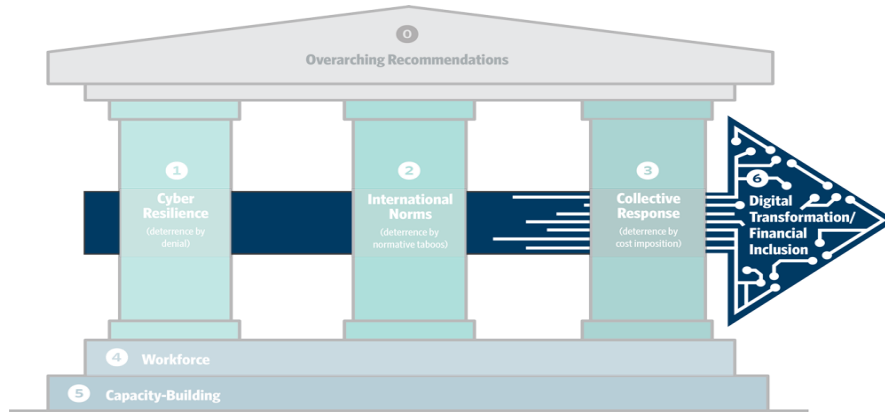 0
Overarching Recommendations
1
Cyber
Resilience
(deterrence by
denial)
2
International
Norms
(deterrence by
normative taboos)
3
Collective
Response
(deterrence by
cost imposition)
6
Digital
Transformation/
Financial
Inclusion
4 Workforce
5 Capacity-Building